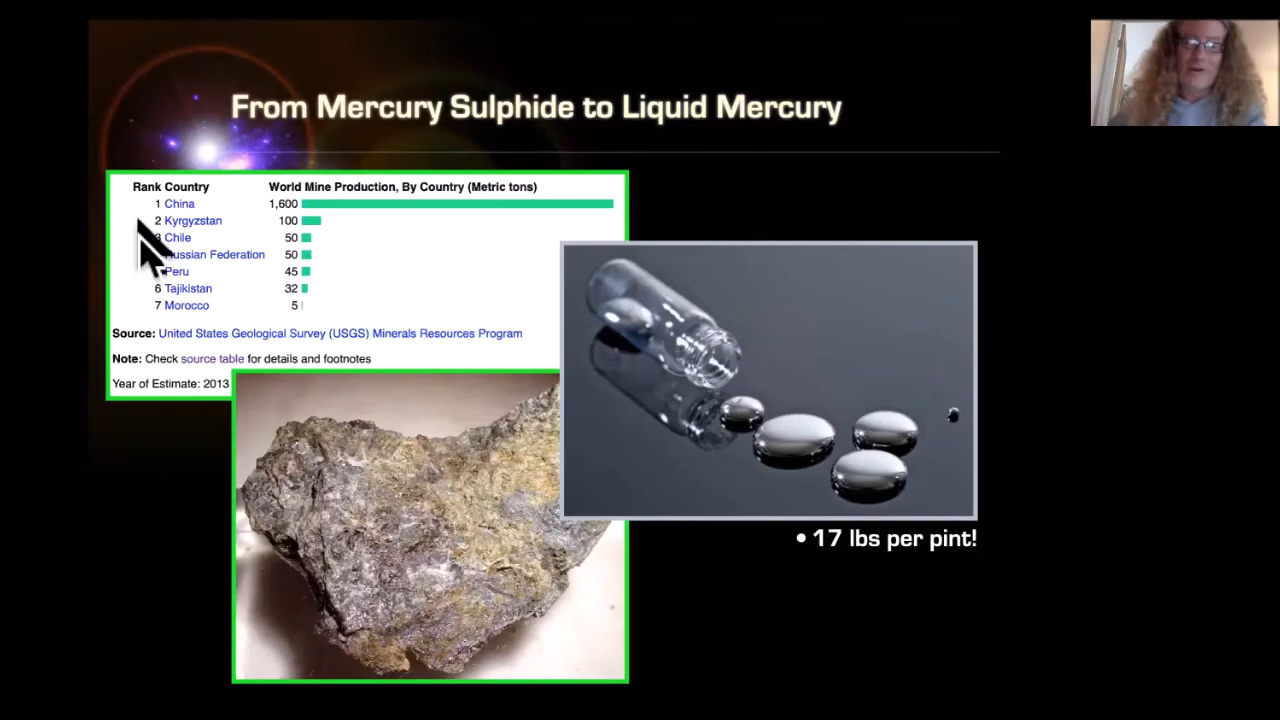 From Mercury Sulphide to Liquid Mercury
Rank Country World Mine Production, By Country (Metric tons)
1 China 1,600
2 Kyrgyzstan 100
3 Chile 50
Russian Federation 50
Peru 45
6 Tajikistan 32
7 Morocco 5
Source: United States Geological Survey (USGS) Minerals Resources Program
Note: Check source table for details and footnotes
Year of Estimate: 2013
• 17 lbs per pint!